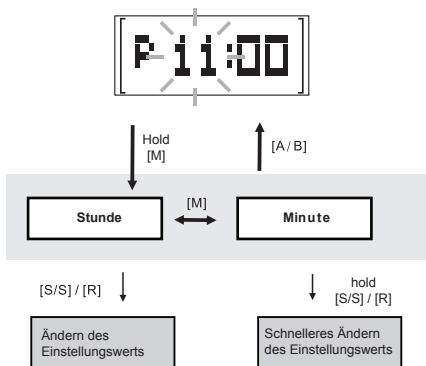 P 11:00
Hold
[M]
[A/B]
Stunde
[M]
Minute
[S/S] / [R]
hold
[S/S] / [R]
Ändern des
Einstellungswerts
Schnelleres Ändern
des Einstellungswerts